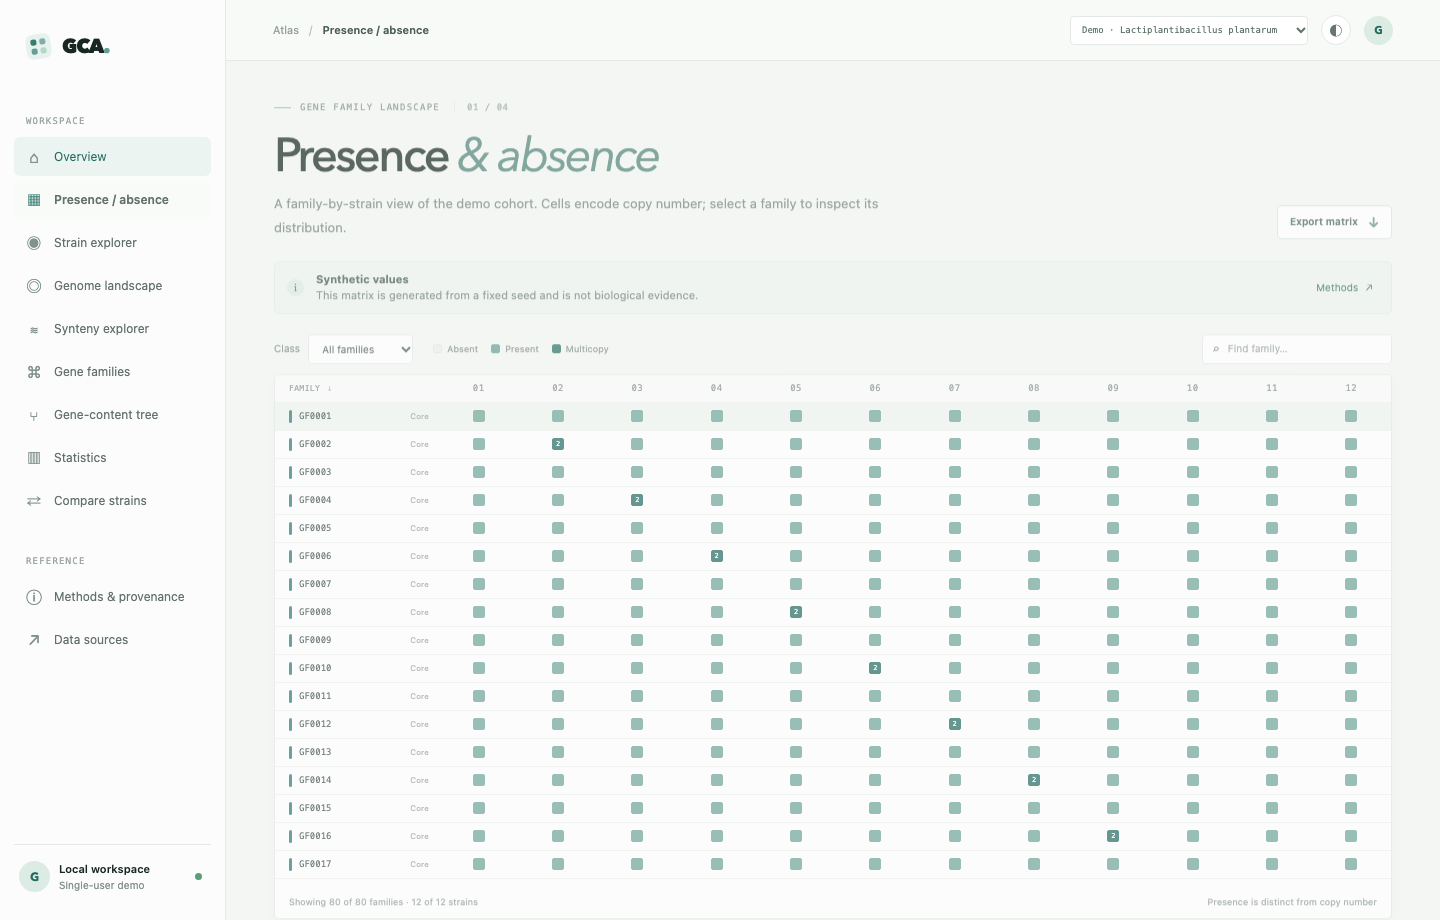 GCA.
Atlas / Presence / absence
Demo · Lactiplantibacillus plantarum
G
WORKSPACE
Overview
Presence / absence
Strain explorer
Genome landscape
Synteny explorer
Gene families
Gene-content tree
Statistics
Compare strains
REFERENCE
Methods & provenance
Data sources
G
Local workspace
Single-user demo
GENE FAMILY LANDSCAPE 01 / 04
Presence & absence
A family-by-strain view of the demo cohort. Cells encode copy number; select a family to inspect its
distribution.
Export matrix ↓
i
Synthetic values
This matrix is generated from a fixed seed and is not biological evidence.
Methods ↗
Class All families Absent Present Multicopy
Find family...
FAMILY ↓ 01 02 03 04 05 06 07 08 09 10 11 12
GF0001 Core
GF0002 Core 2
GF0003 Core
GF0004 Core 2
GF0005 Core
GF0006 Core 2
GF0007 Core
GF0008 Core 2
GF0009 Core
GF0010 Core 2
GF0011 Core
GF0012 Core 2
GF0013 Core
GF0014 Core 2
GF0015 Core
GF0016 Core 2
GF0017 Core
Showing 80 of 80 families · 12 of 12 strains
Presence is distinct from copy number